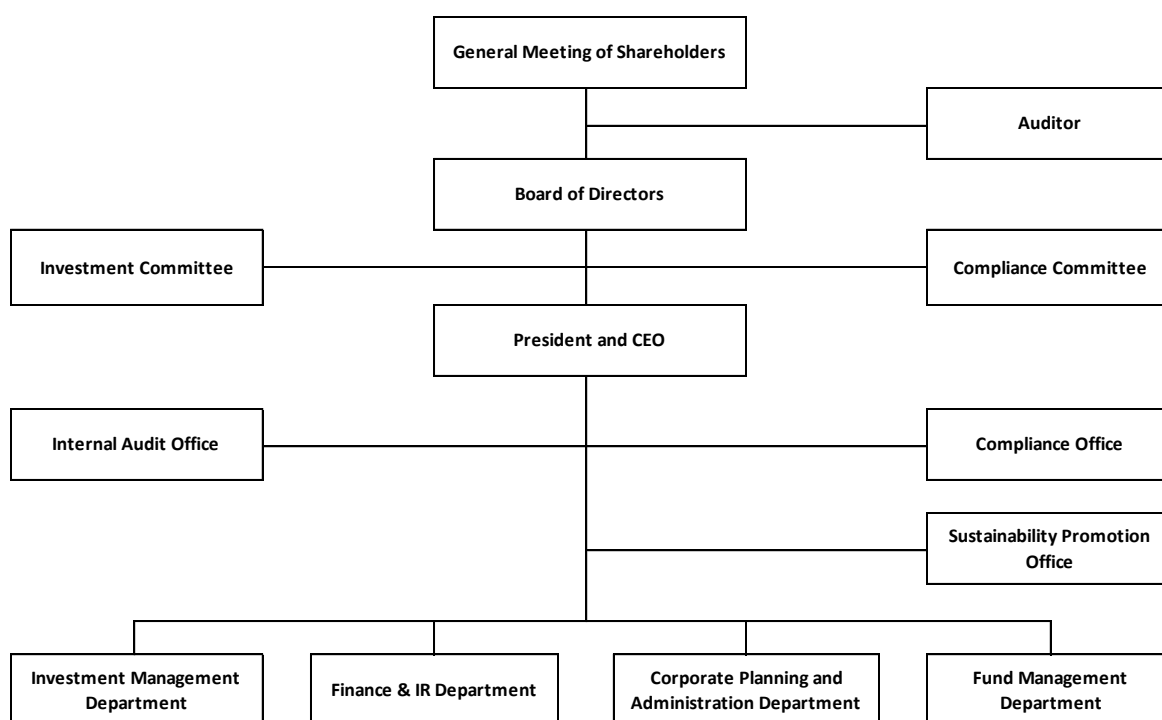 General Meeting of Shareholders
Auditor
Board of Directors
Investment Committee
Compliance Committee
President and CEO
Internal Audit Office
Compliance Office
Sustainability Promotion
Office
Investment Management
Department
Finance & IR Department
Corporate Planning and
Administration Department
Fund Management
Department